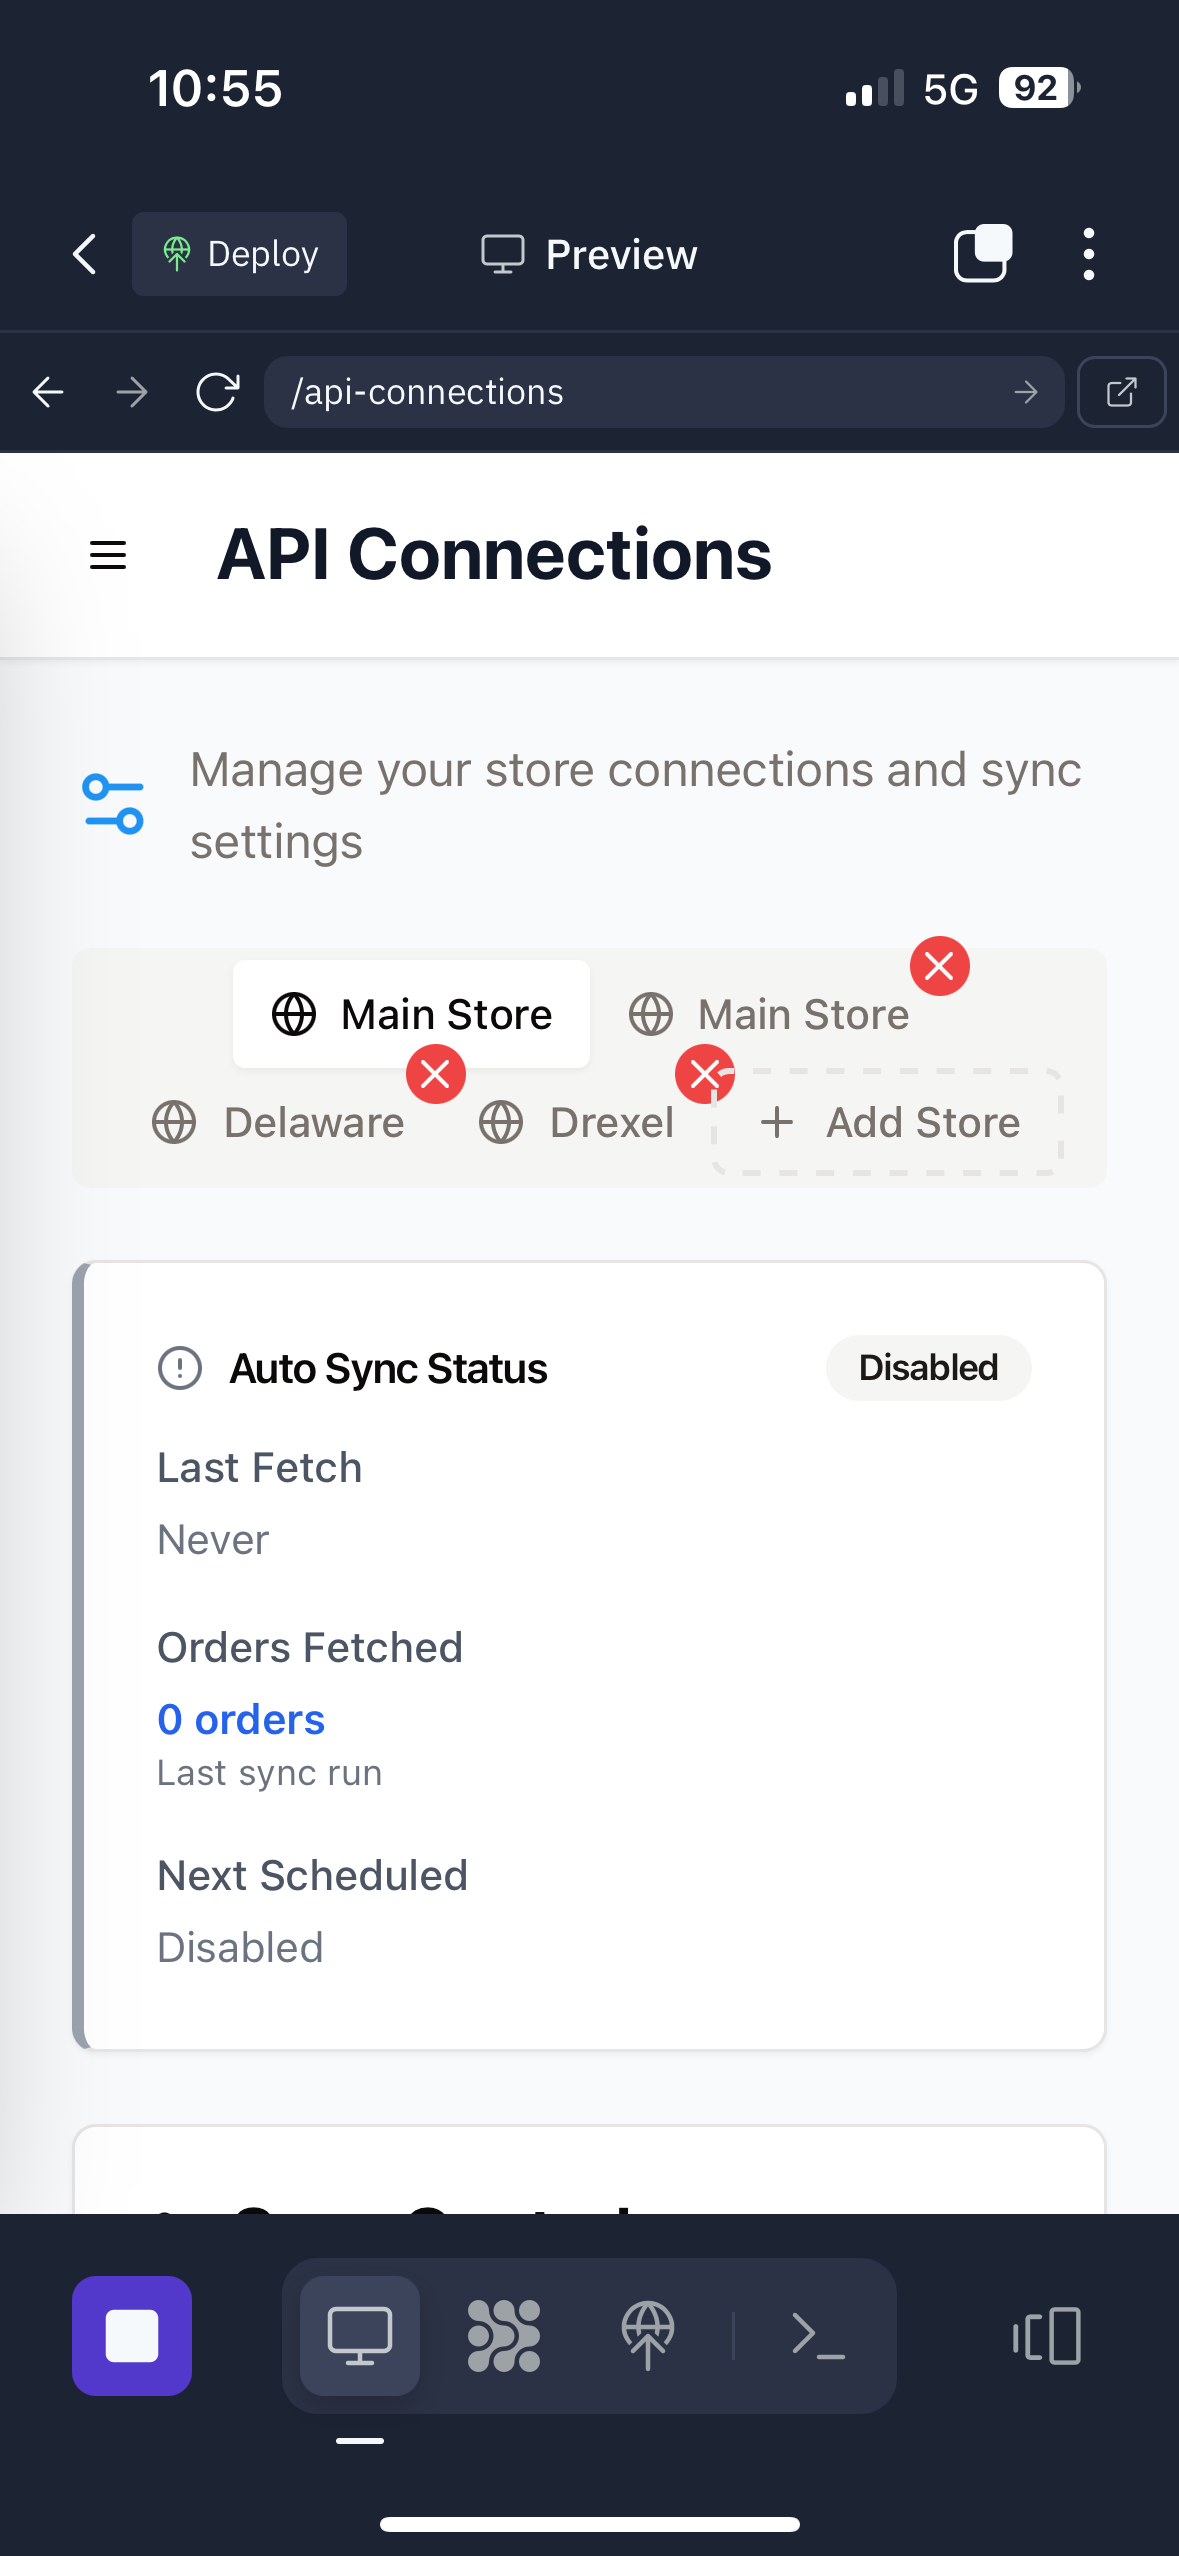 10:55
5G 92
Deploy
Preview
/api-connections
API Connections
Manage your store connections and sync
settings
Main Store
Main Store
Delaware
Drexel
Add Store
Auto Sync Status
Disabled
Last Fetch
Never
Orders Fetched
0 orders
Last sync run
Next Scheduled
Disabled